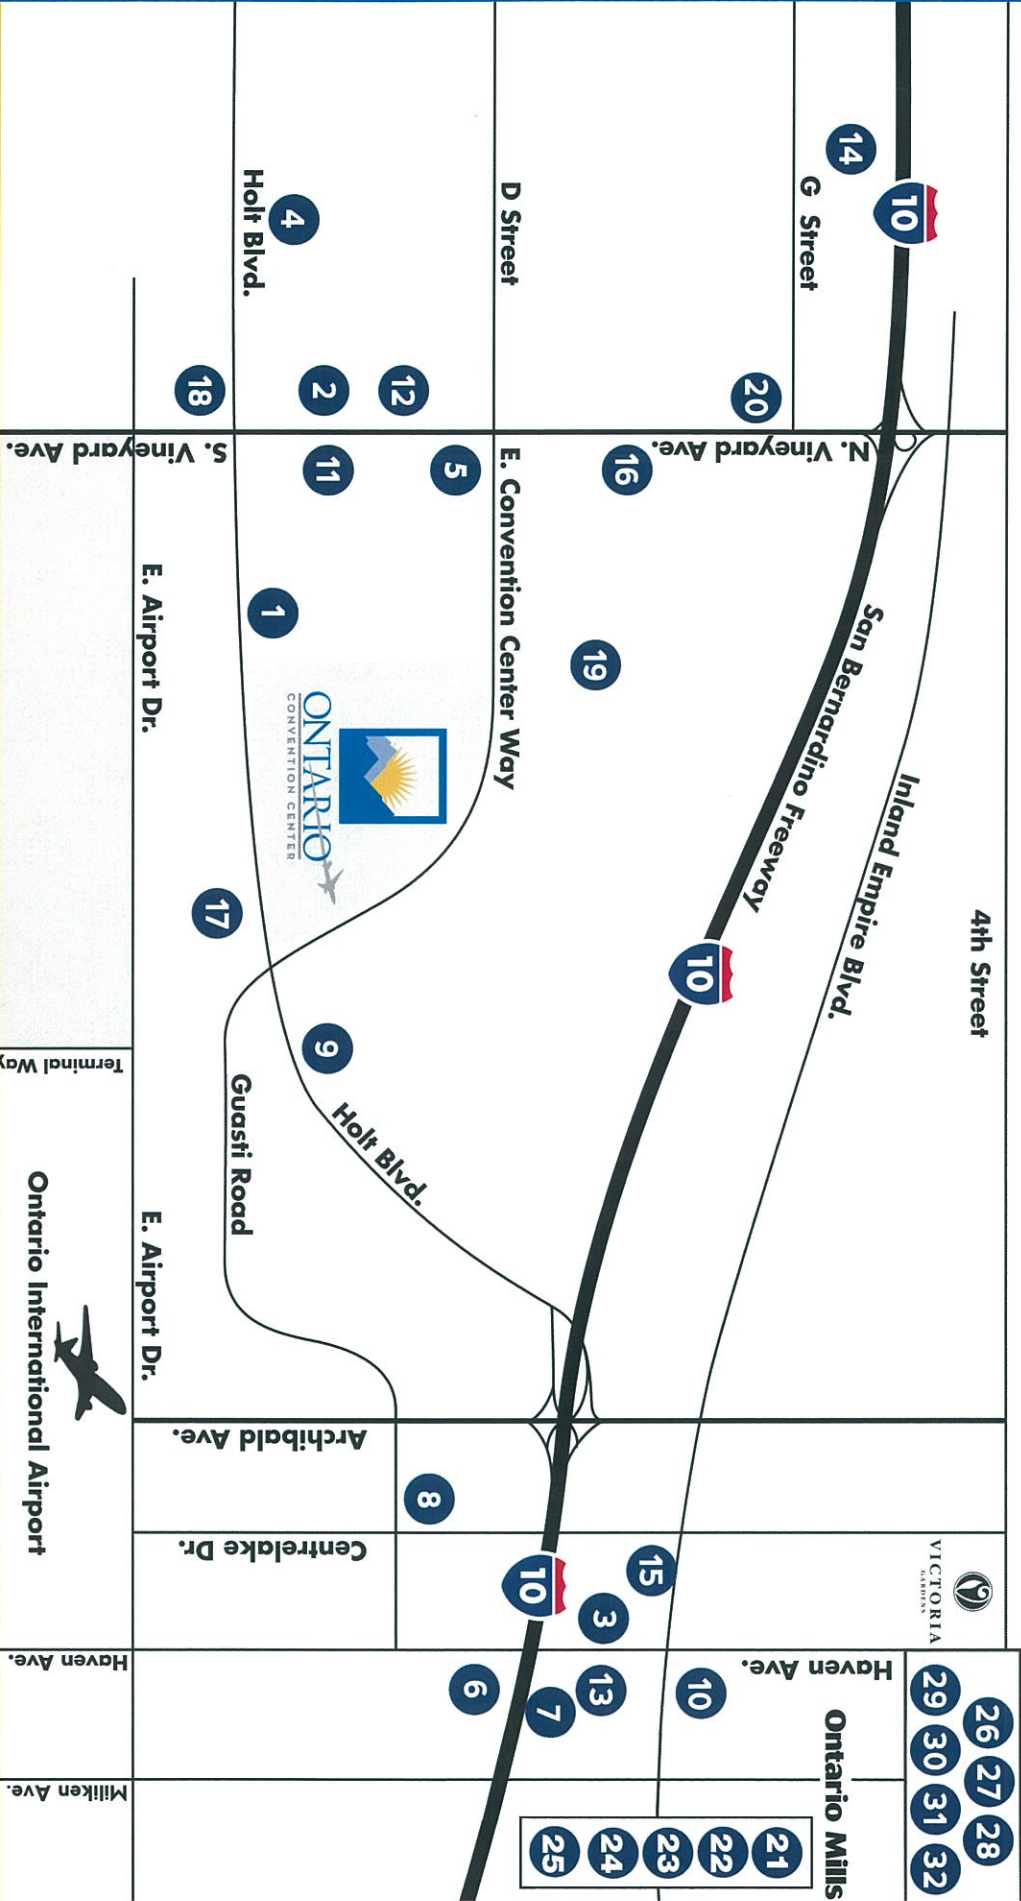 4th Street
VICTORIA
GARDENS
26 27 28
29 30 31 32
10
14
G Street
Inland Empire Blvd.
San Bernardino Freeway
10
Haven Ave.
Ontario Mills
20
N. Vineyard Ave.
16
19
15
3
10
13
7
6
21
22
23
24
25
D Street
E. Convention Center Way
10
12
5
2
11
4
Holt Blvd.
1
ONTARIO
CONVENTION CENTER
9
Holt Blvd.
8
18
17
Guasti Road
Archibald Ave.
Centrelake Dr.
S. Vineyard Ave.
E. Airport Dr.
E. Airport Dr.
Terminal Way
Ontario International Airport
Haven Ave.
Miliken Ave.